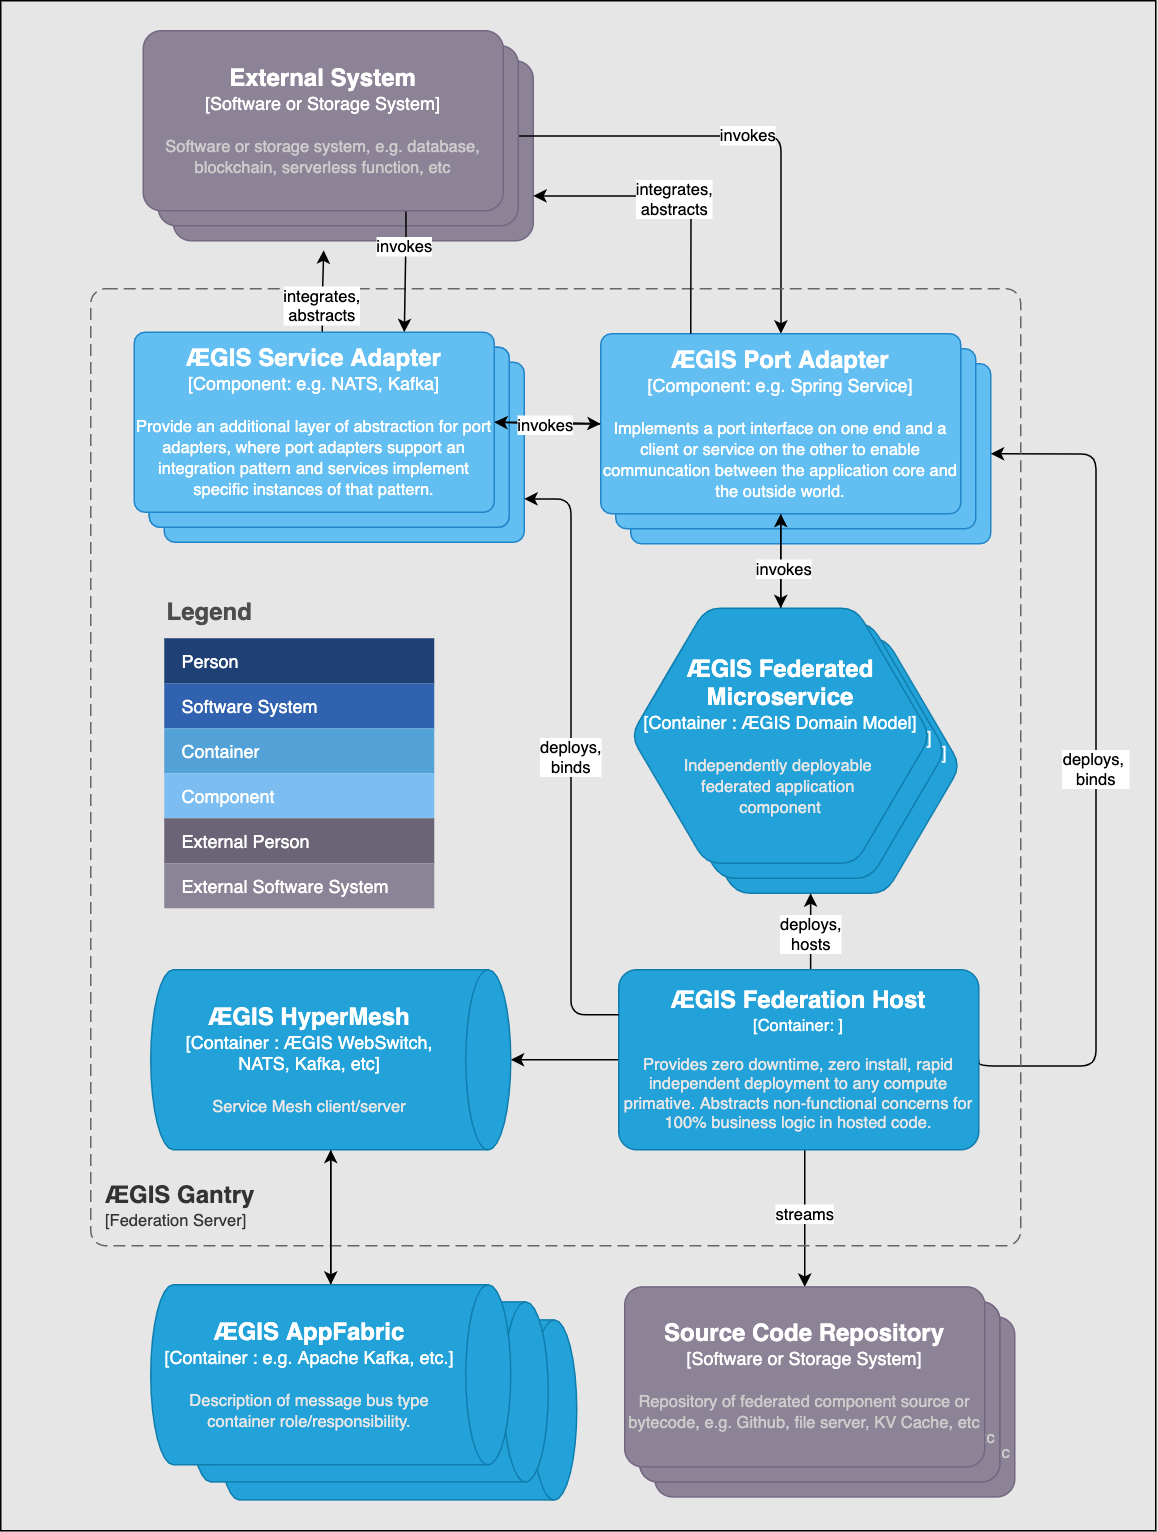 External System
[Software or Storage System]
Software or storage system, e.g. database,
blockchain, serverless function, etc
invokes
integrates,
abstracts
invokes
integrates,
abstracts
ÆGIS Service Adapter
[Component: e.g. NATS, Kafka]
Provide an additional layer of abstraction for port
adapters, where port adapters support an
integration pattern and services implement
specific instances of that pattern.
invokes
ÆGIS Port Adapter
[Component: e.g. Spring Service]
Implements a port interface on one end and a
client or service on the other to enable
communcation between the application core and
the outside world.
invokes
Legend
Person
Software System
Container
Component
External Person
External Software System
deploys,
binds
ÆGIS Federated
Microservice
[Container : ÆGIS Domain Model]
]
]
Independently deployable
federated application
component
deploys,
binds
deploys,
hosts
ÆGIS HyperMesh
[Container : ÆGIS WebSwitch,
NATS, Kafka, etc]
Service Mesh client/server
ÆGIS Federation Host
[Container: ]
Provides zero downtime, zero install, rapid
independent deployment to any compute
primative. Abstracts non-functional concerns for
100% business logic in hosted code.
ÆGIS Gantry
[Federation Server]
streams
ÆGIS AppFabric
[Container : e.g. Apache Kafka, etc.]
Description of message bus type
container role/responsibility.
Source Code Repository
[Software or Storage System]
Repository of federated component source or
bytecode, e.g. Github, file server, KV Cache, etc
c
c